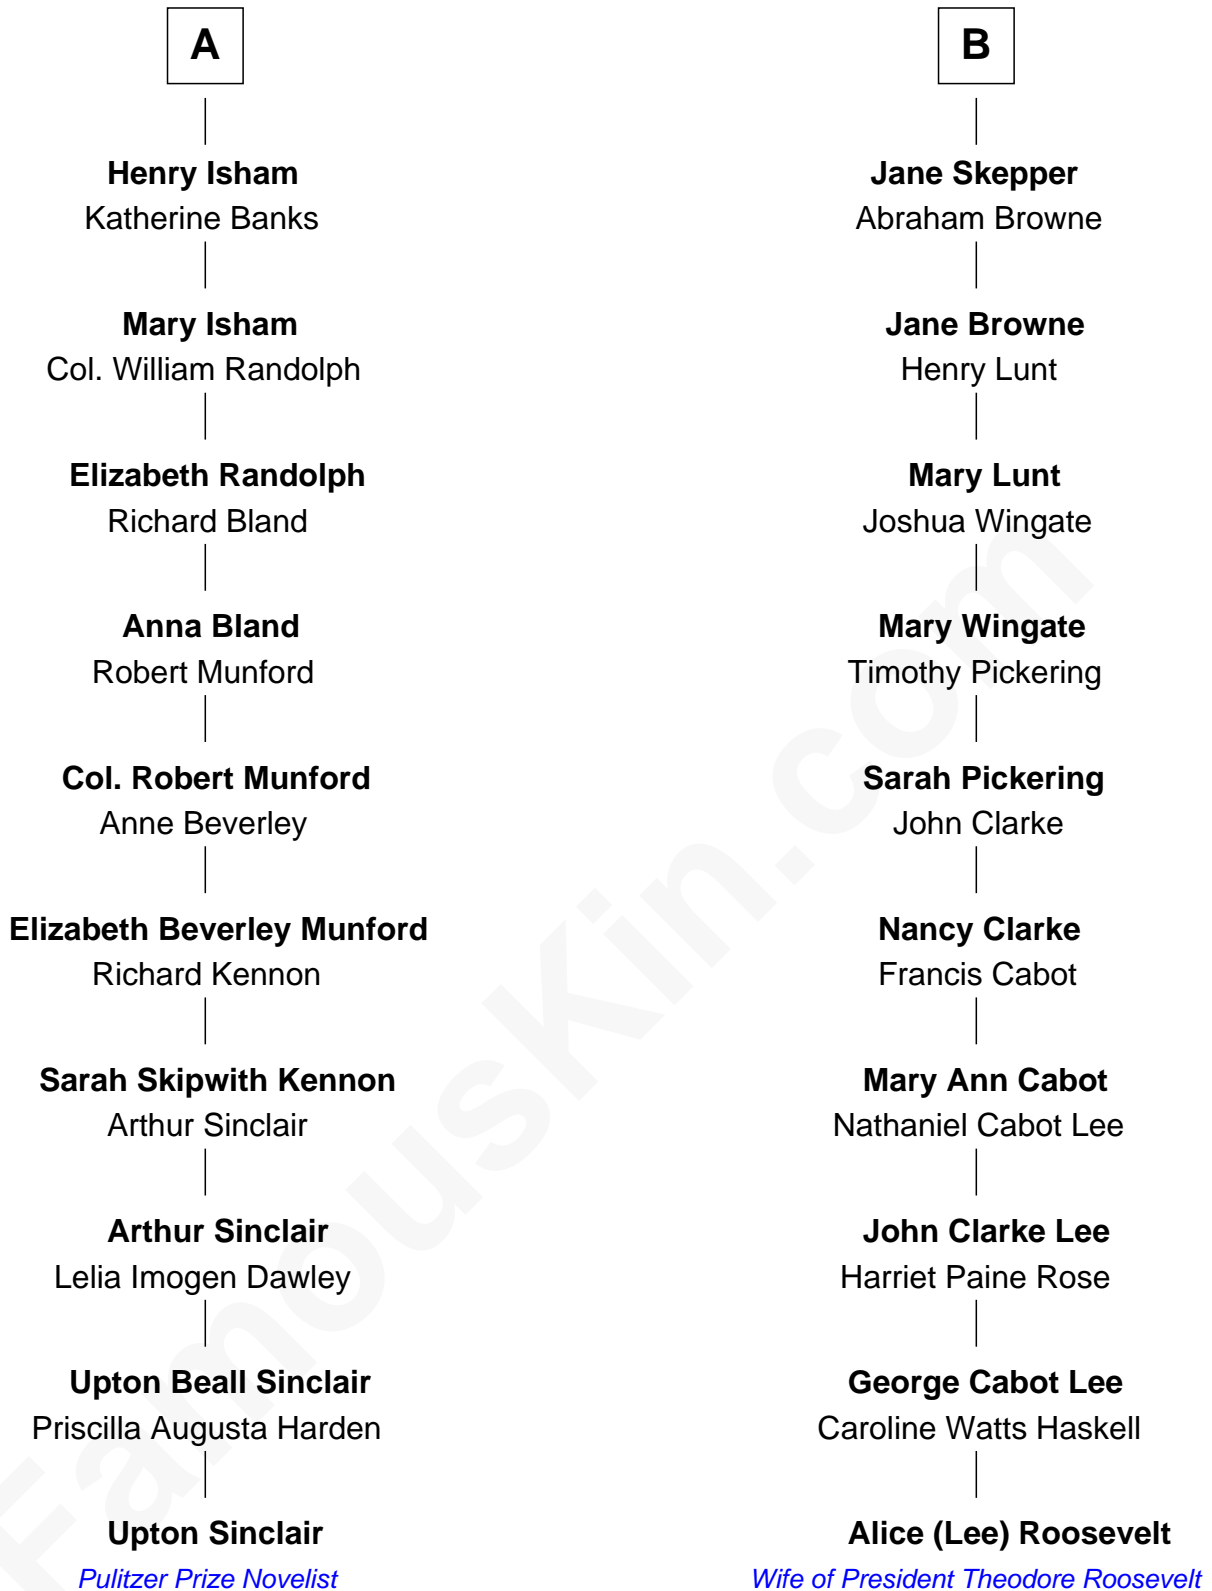 A
Henry Isham
Katherine Banks
Mary Isham
Col. William Randolph
Elizabeth Randolph
Richard Bland
Anna Bland
Robert Munford
Col. Robert Munford
Anne Beverley
Elizabeth Beverley Munford
Richard Kennon
Sarah Skipwith Kennon
Arthur Sinclair
Arthur Sinclair
Lelia Imogen Dawley
Upton Beall Sinclair
Priscilla Augusta Harden
Upton Sinclair
Pulitzer Prize Novelist
B
Jane Skepper
Abraham Browne
Jane Browne
Henry Lunt
Mary Lunt
Joshua Wingate
Mary Wingate
Timothy Pickering
Sarah Pickering
John Clarke
Nancy Clarke
Francis Cabot
Mary Ann Cabot
Nathaniel Cabot Lee
John Clarke Lee
Harriet Paine Rose
George Cabot Lee
Caroline Watts Haskell
Alice (Lee) Roosevelt
Wife of President Theodore Roosevelt
FamousKin.com